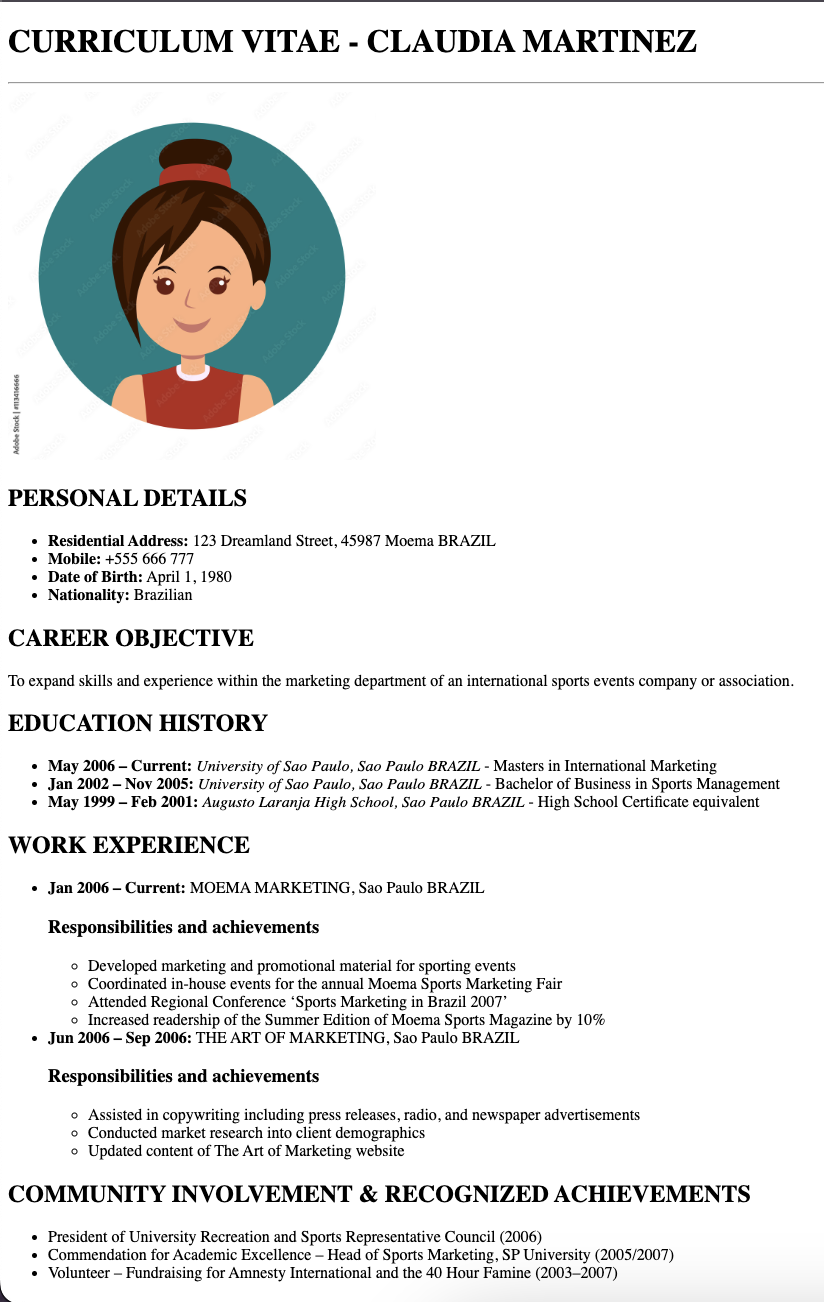 CURRICULUM VITAE - CLAUDIA MARTINEZ
Adobe Stock | #113416666
PERSONAL DETAILS
Residential Address: 123 Dreamland Street, 45987 Moema BRAZIL
Mobile: +555 666 777
Date of Birth: April 1, 1980
Nationality: Brazilian
CAREER OBJECTIVE
To expand skills and experience within the marketing department of an international sports events company or association.
EDUCATION HISTORY
May 2006 – Current: University of Sao Paulo, Sao Paulo BRAZIL - Masters in International Marketing
Jan 2002 – Nov 2005: University of Sao Paulo, Sao Paulo BRAZIL - Bachelor of Business in Sports Management
May 1999 – Feb 2001: Augusto Laranja High School, Sao Paulo BRAZIL - High School Certificate equivalent
WORK EXPERIENCE
Jan 2006 – Current: MOEMA MARKETING, Sao Paulo BRAZIL
Responsibilities and achievements
Developed marketing and promotional material for sporting events
Coordinated in-house events for the annual Moema Sports Marketing Fair
Attended Regional Conference ‘Sports Marketing in Brazil 2007’
Increased readership of the Summer Edition of Moema Sports Magazine by 10%
Jun 2006 – Sep 2006: THE ART OF MARKETING, Sao Paulo BRAZIL
Responsibilities and achievements
Assisted in copywriting including press releases, radio, and newspaper advertisements
Conducted market research into client demographics
Updated content of The Art of Marketing website
COMMUNITY INVOLVEMENT & RECOGNIZED ACHIEVEMENTS
President of University Recreation and Sports Representative Council (2006)
Commendation for Academic Excellence – Head of Sports Marketing, SP University (2005/2007)
Volunteer – Fundraising for Amnesty International and the 40 Hour Famine (2003–2007)